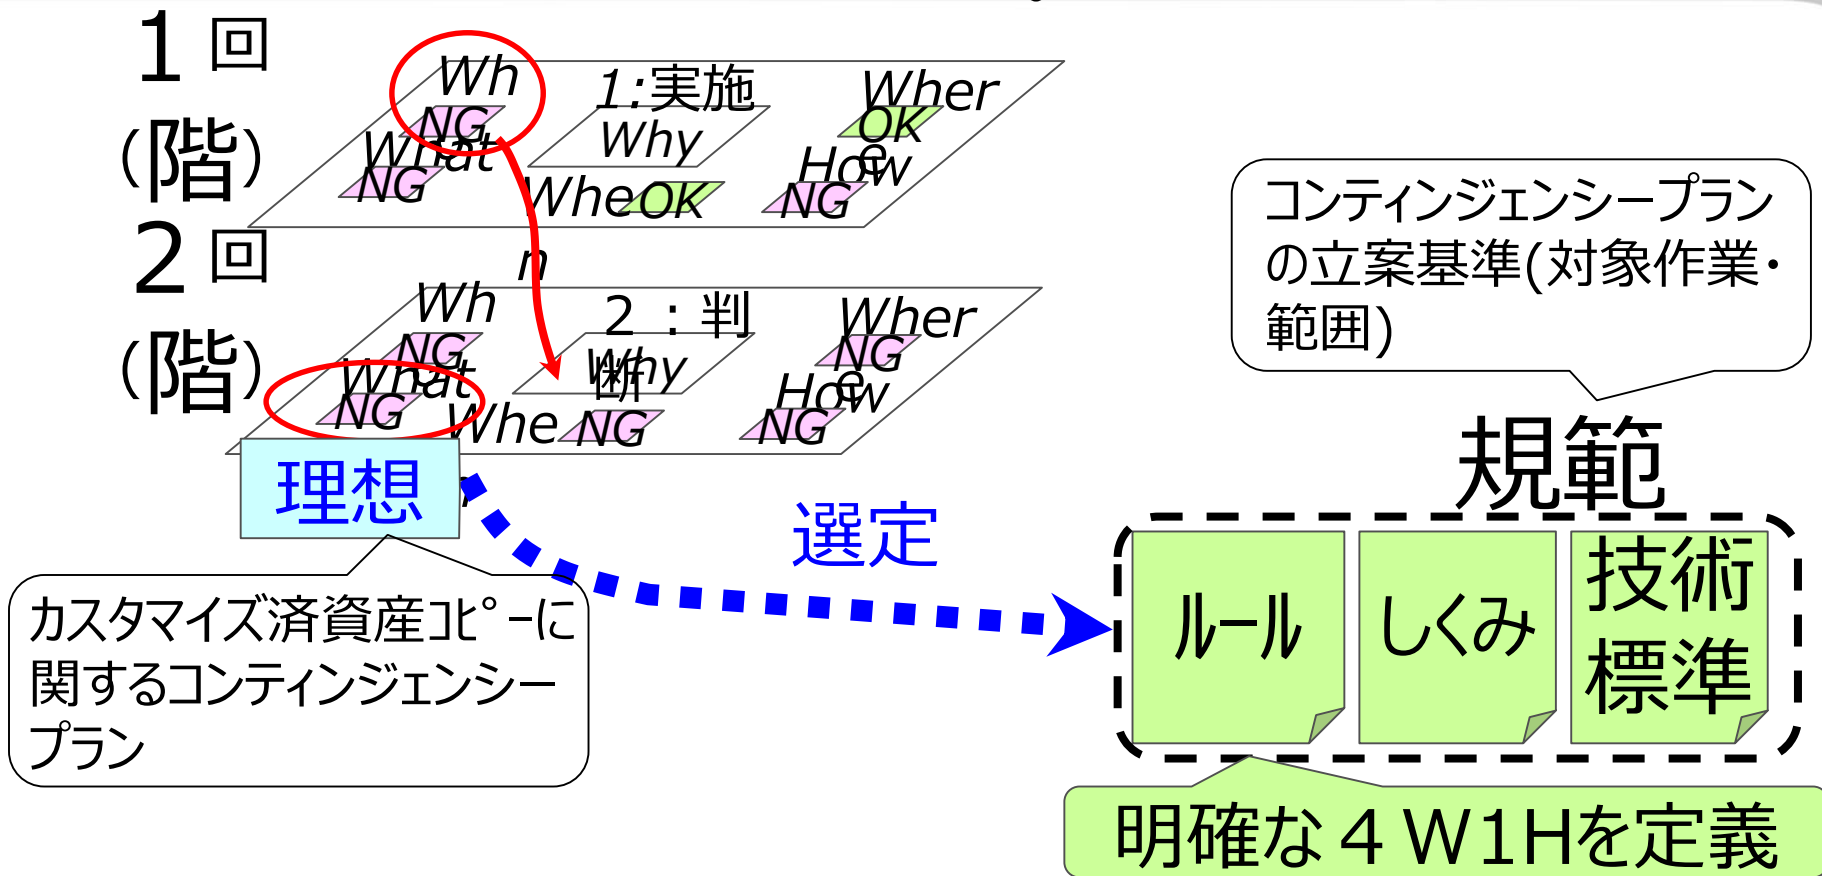 1回
(階)
Wh
o
NG
1:実施
Why
Wher
e
OK
What
NG
Whe
n
OK
How
NG
2回
(階)
Wh
NG
2:判
断
Why
Wher
e
NG
What
NG
Whe
n
NG
How
NG
理想
選定
カスタマイズ済資産ｺﾋﾟｰに
関するコンティンジェンシー
プラン
コンティンジェンシープラン
の立案基準(対象作業・
範囲)
規範
ﾙｰﾙ
しくみ
技術
標準
明確な４W1Hを定義